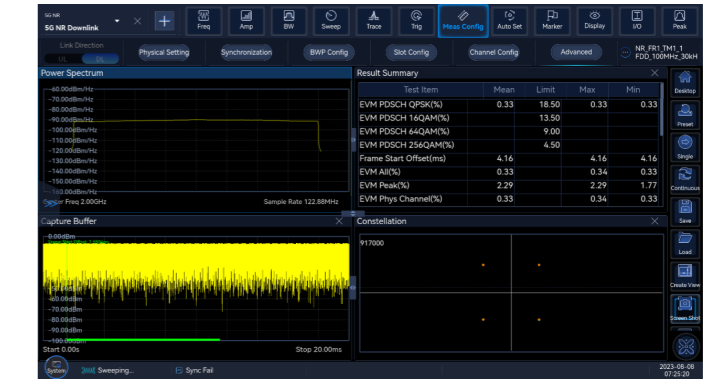 5G NR
5G NR Downlink
Freq
Amp
BW
Sweep
Trace
Trig
Meas Config
Auto Set
Marker
Display
I/O
Peak
Link Direction
UL DL
Physical Setting
Synchronization
BWP Config
Slot Config
Channel Config
Advanced
NR_FR1_TM1_1
FDD_100MHz_30kH
Power Spectrum
-60.00dBm/Hz
-70.00dBm/Hz
-80.00dBm/Hz
-90.00dBm/Hz
-100.00dBm/Hz
-110.00dBm/Hz
-120.00dBm/Hz
-130.00dBm/Hz
-140.00dBm/Hz
-150.00dBm/Hz
Freq 2.00GHz
Sample Rate 122.88MHz
Result Summary
Test Item Mean Limit Max Min
EVM PDSCH QPSK(%) 0.33 18.50 0.33 0.33
EVM PDSCH 16QAM(%) 13.50
EVM PDSCH 64QAM(%) 9.00
EVM PDSCH 256QAM(%) 4.50
Frame Start Offset(ms) 4.16 4.16 4.16
EVM All(%) 0.33 0.34 0.33
EVM Peak(%) 2.29 2.29 1.77
EVM Phys Channel(%) 0.33 0.34 0.33
Capture Buffer
0.00dBm
-60.00dBm
-70.00dBm
-80.00dBm
-90.00dBm
-100.00dBm
Start 0.00s
Stop 20.00ms
Constellation
917000
Desktop
Preset
Single
Continuous
Save
Load
Create View
Screen Shot
System
Sweeping...
Sync Fail
2023-08-08
07:25:20